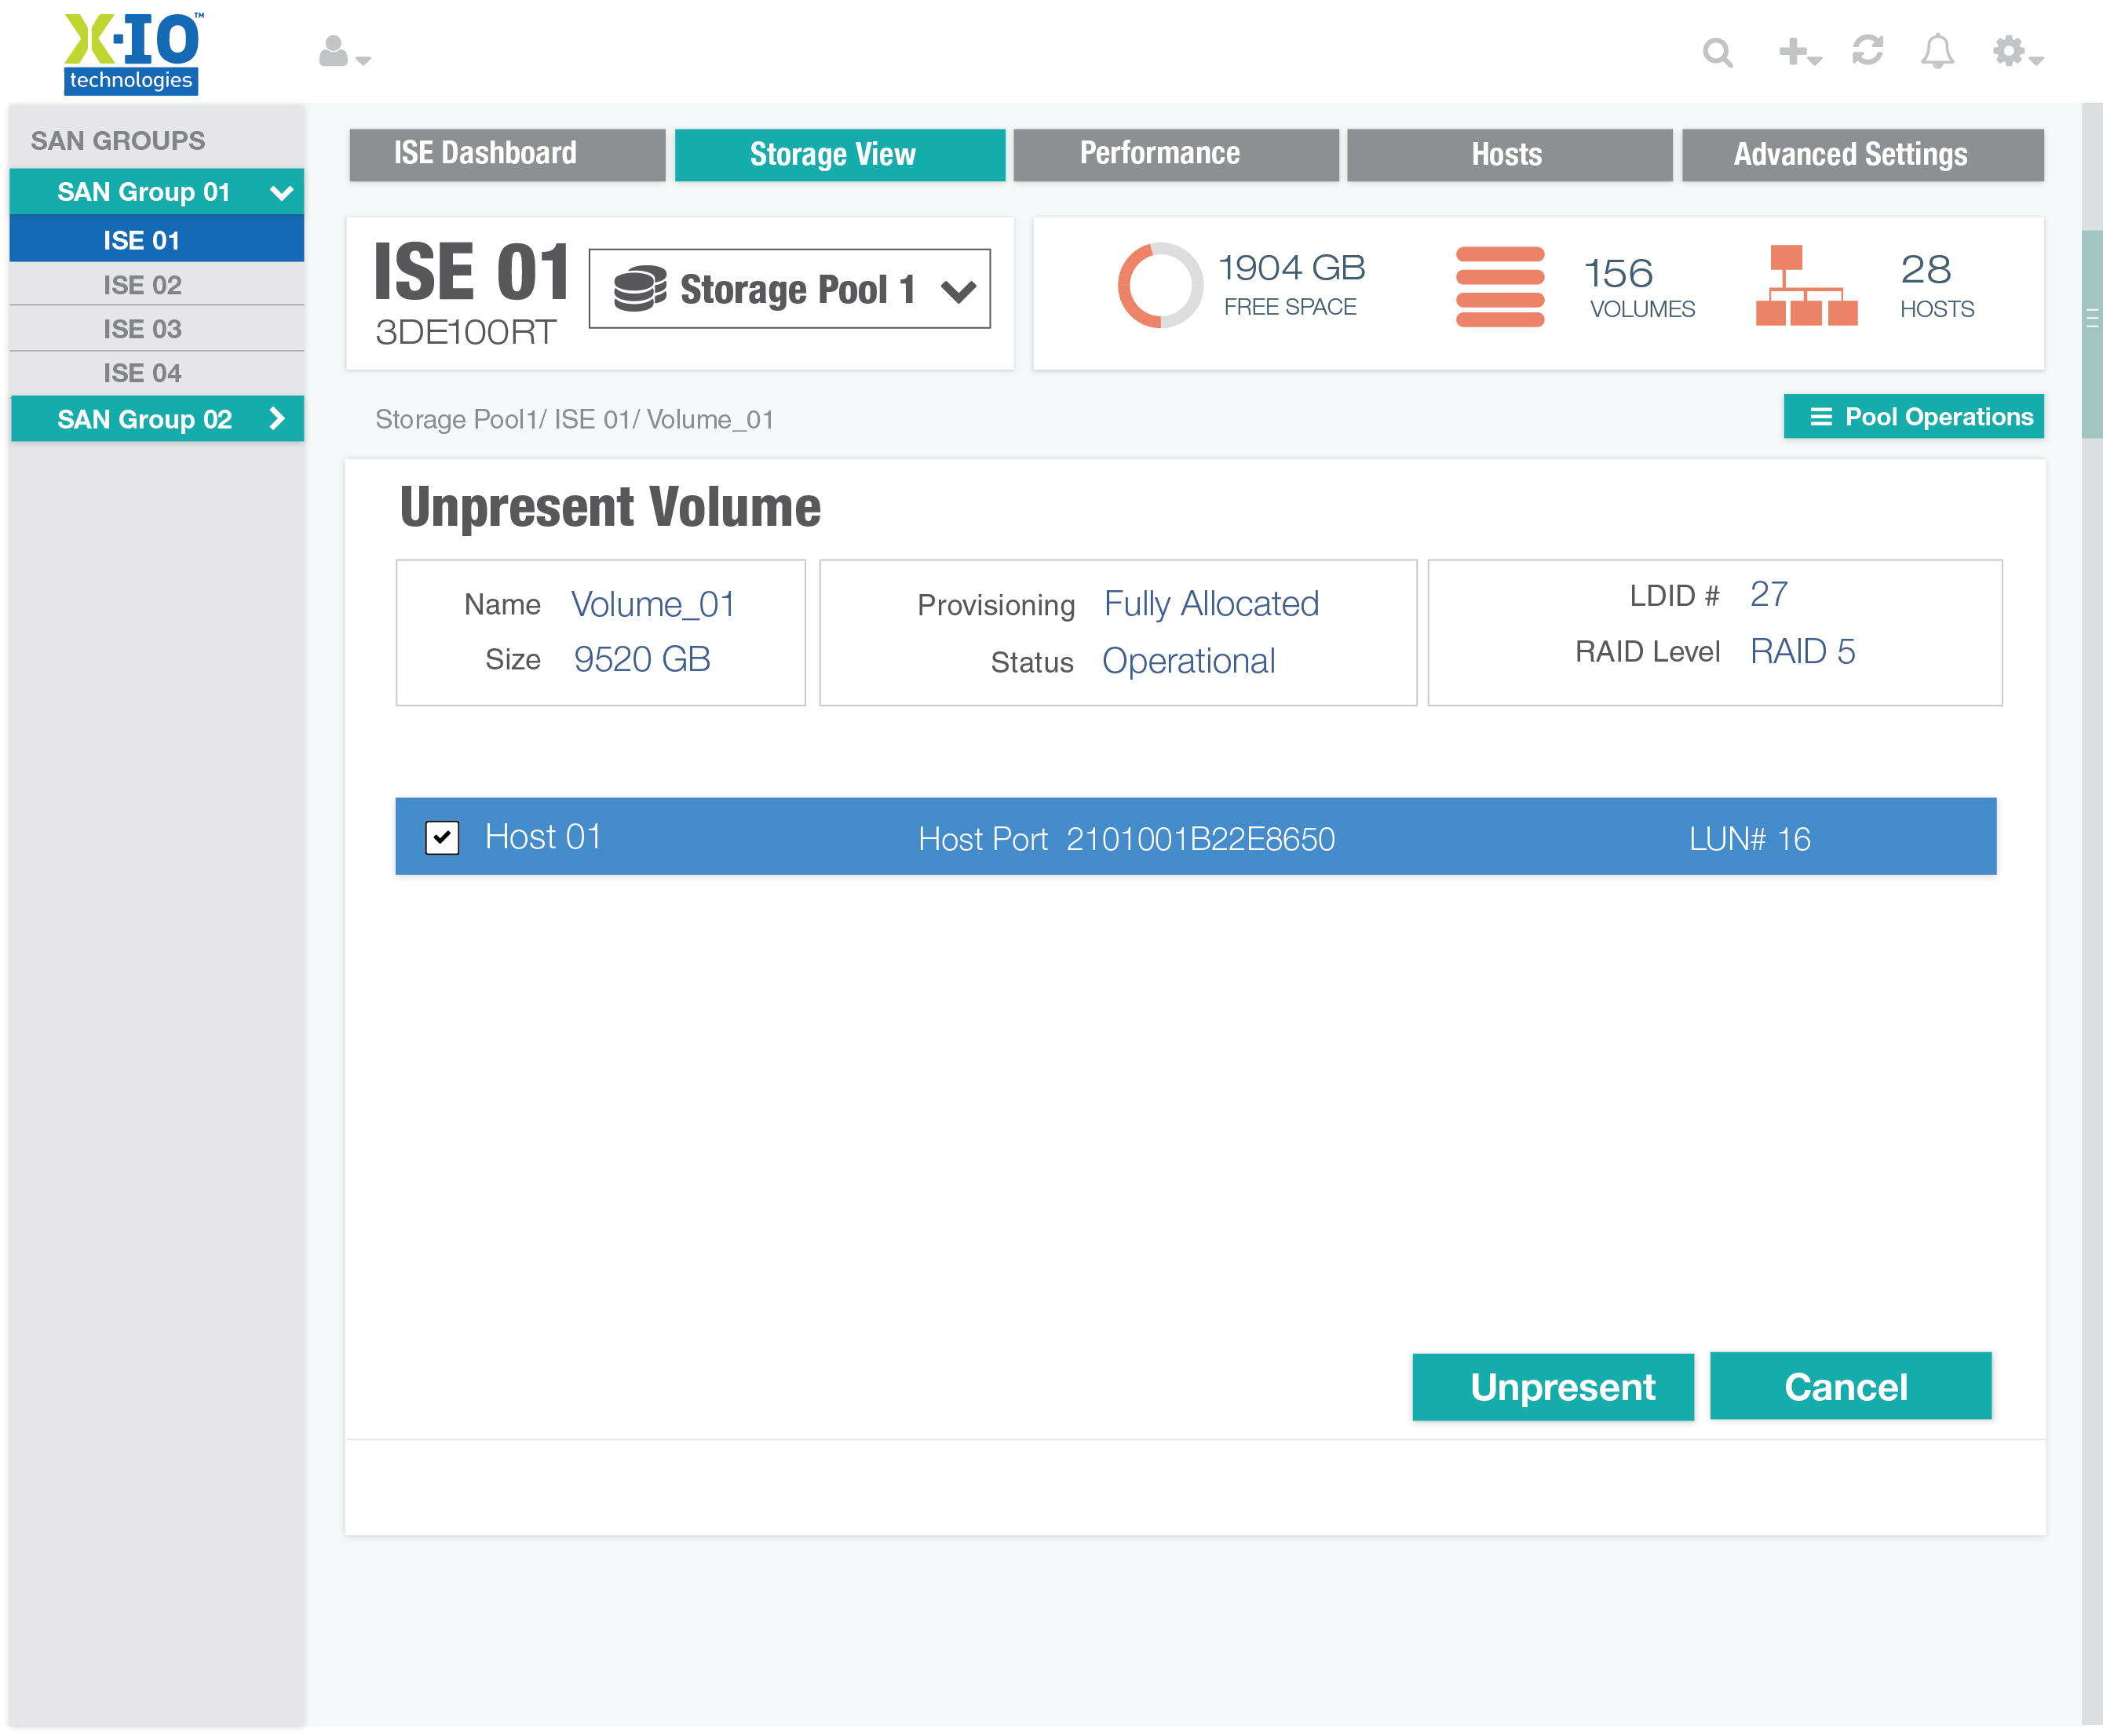 X-IO™
technologies
SAN GROUPS
SAN Group 01
ISE 01
ISE 02
ISE 03
ISE 04
SAN Group 02
ISE Dashboard
Storage View
Performance
Hosts
Advanced Settings
ISE 01
3DE100RT
Storage Pool 1
1904 GB
FREE SPACE
156
VOLUMES
28
HOSTS
Storage Pool1/ ISE 01/ Volume_01
Pool Operations
Unpresent Volume
Name Volume_01
Size 9520 GB
Provisioning Fully Allocated
Status Operational
LDID # 27
RAID Level RAID 5
Host 01 Host Port 2101001B22E8650 LUN# 16
Unpresent
Cancel